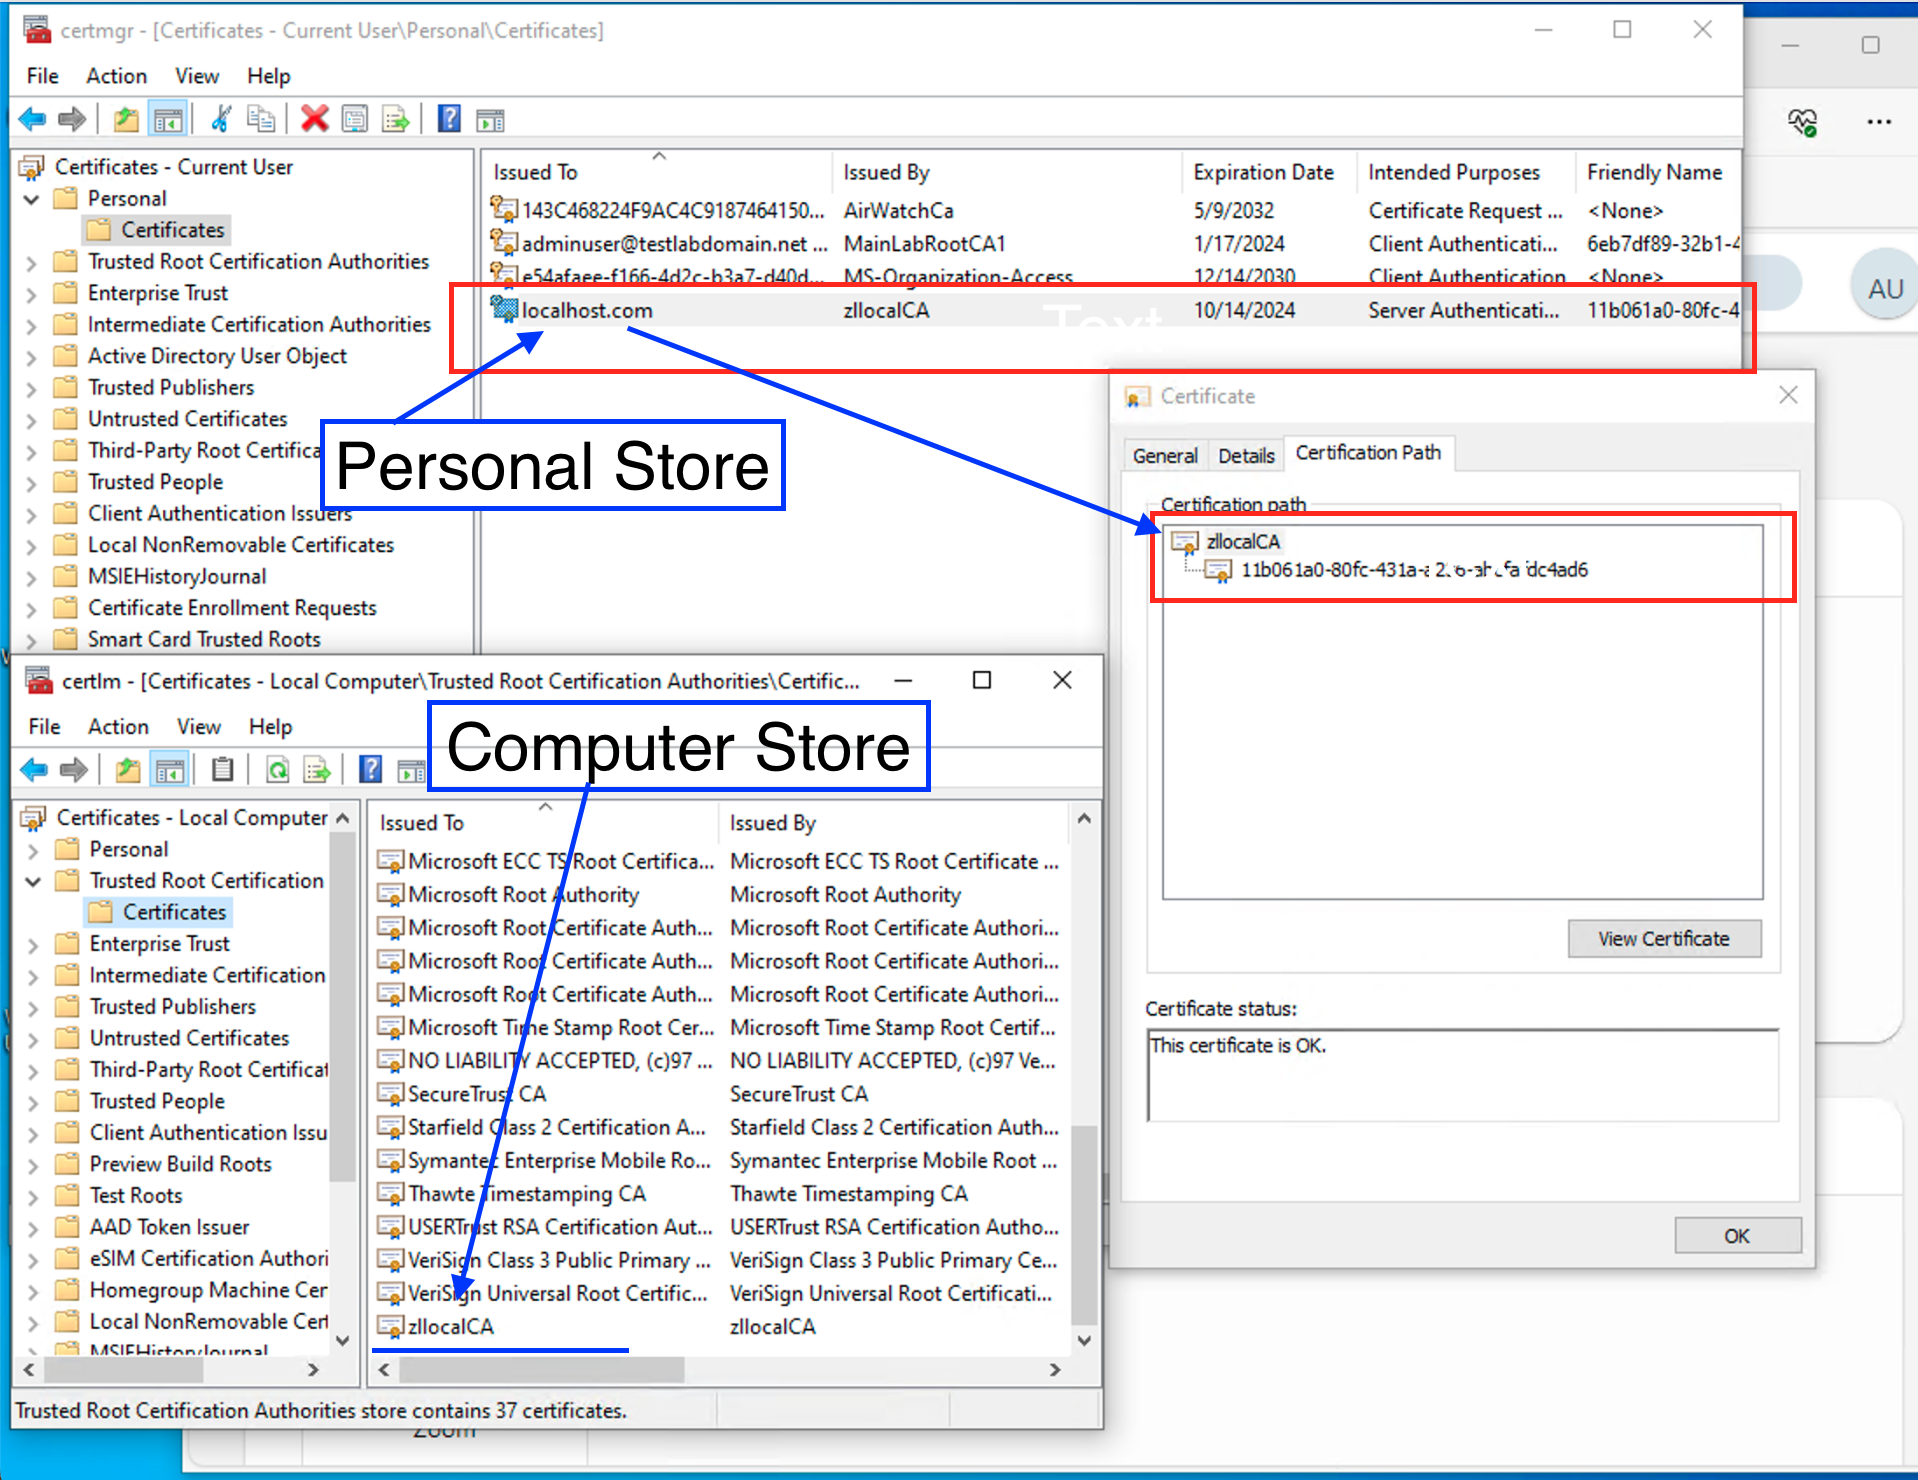 certmgr - [Certificates - Current User\Personal\Certificates]
File Action View Help
Certificates - Current User
Personal
Certificates
Trusted Root Certification Authorities
Enterprise Trust
Intermediate Certification Authorities
Active Directory User Object
Trusted Publishers
Untrusted Certificates
Third-Party Root Certifica
Trusted People
Client Authentication Issuers
Local NonRemovable Certificates
MSIEHistoryJournal
Certificate Enrollment Requests
Smart Card Trusted Roots
Issued To Issued By Expiration Date Intended Purposes Friendly Name
143C468224F9AC4C9187464150... AirWatchCa 5/9/2032 Certificate Request ... <None>
adminuser@testlabdomain.net ... MainLabRootCA1 1/17/2024 Client Authenticati... 6eb7df89-32b1-4
e54afaee-f166-4d2c-b3a7-d40d... MS-Organization-Access 12/14/2030 Client Authentication <None>
localhost.com zllocalCA 10/14/2024 Server Authenticati... 11b061a0-80fc-4
Text
AU
Personal Store
Certificate
General Details Certification Path
Certification path
zllocalCA
11b061a0-80fc-431a-
View Certificate
Certificate status:
This certificate is OK.
OK
certlm - [Certificates - Local Computer\Trusted Root Certification Authorities\Certific...
File Action View Help
Computer Store
Certificates - Local Computer
Personal
Trusted Root Certification
Certificates
Enterprise Trust
Intermediate Certification
Trusted Publishers
Untrusted Certificates
Third-Party Root Certificat
Trusted People
Client Authentication Issu
Preview Build Roots
Test Roots
AAD Token Issuer
eSIM Certification Authori
Homegroup Machine Cer
Local NonRemovable Cert
MSIEHistoryJournal
Issued To Issued By
Microsoft ECC TS Root Certifica... Microsoft ECC TS Root Certificate ...
Microsoft Root Authority Microsoft Root Authority
Microsoft Root Certificate Auth... Microsoft Root Certificate Authori...
Microsoft Root Certificate Auth... Microsoft Root Certificate Authori...
Microsoft Root Certificate Auth... Microsoft Root Certificate Authori...
Microsoft Time Stamp Root Cer... Microsoft Time Stamp Root Certif...
NO LIABILITY ACCEPTED, (c)97 ... NO LIABILITY ACCEPTED, (c)97 Ve...
SecureTrust CA SecureTrust CA
Starfield Class 2 Certification A... Starfield Class 2 Certification Auth...
Symantec Enterprise Mobile Ro... Symantec Enterprise Mobile Root ...
Thawte Timestamping CA Thawte Timestamping CA
USERTrust RSA Certification Aut... USERTrust RSA Certification Autho...
VeriSign Class 3 Public Primary ... VeriSign Class 3 Public Primary Ce...
VeriSign Universal Root Certific... VeriSign Universal Root Certificati...
zllocalCA zllocalCA
Trusted Root Certification Authorities store contains 37 certificates.
Zoom